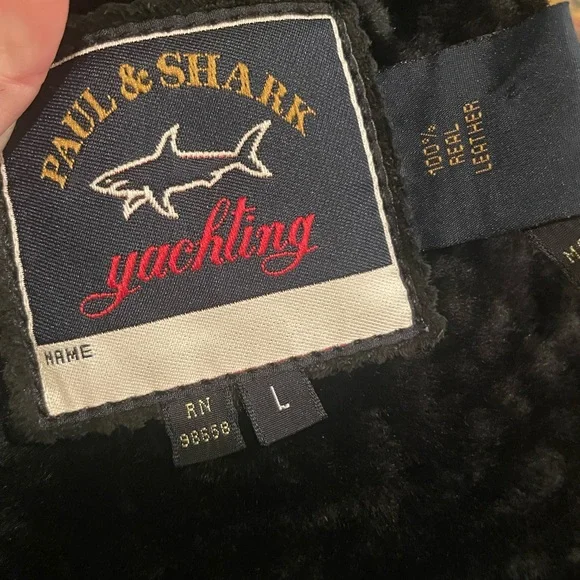 PAUL & SHARK
yachting
NAME
RN
98658
L
100%
REAL
LEATHER
M